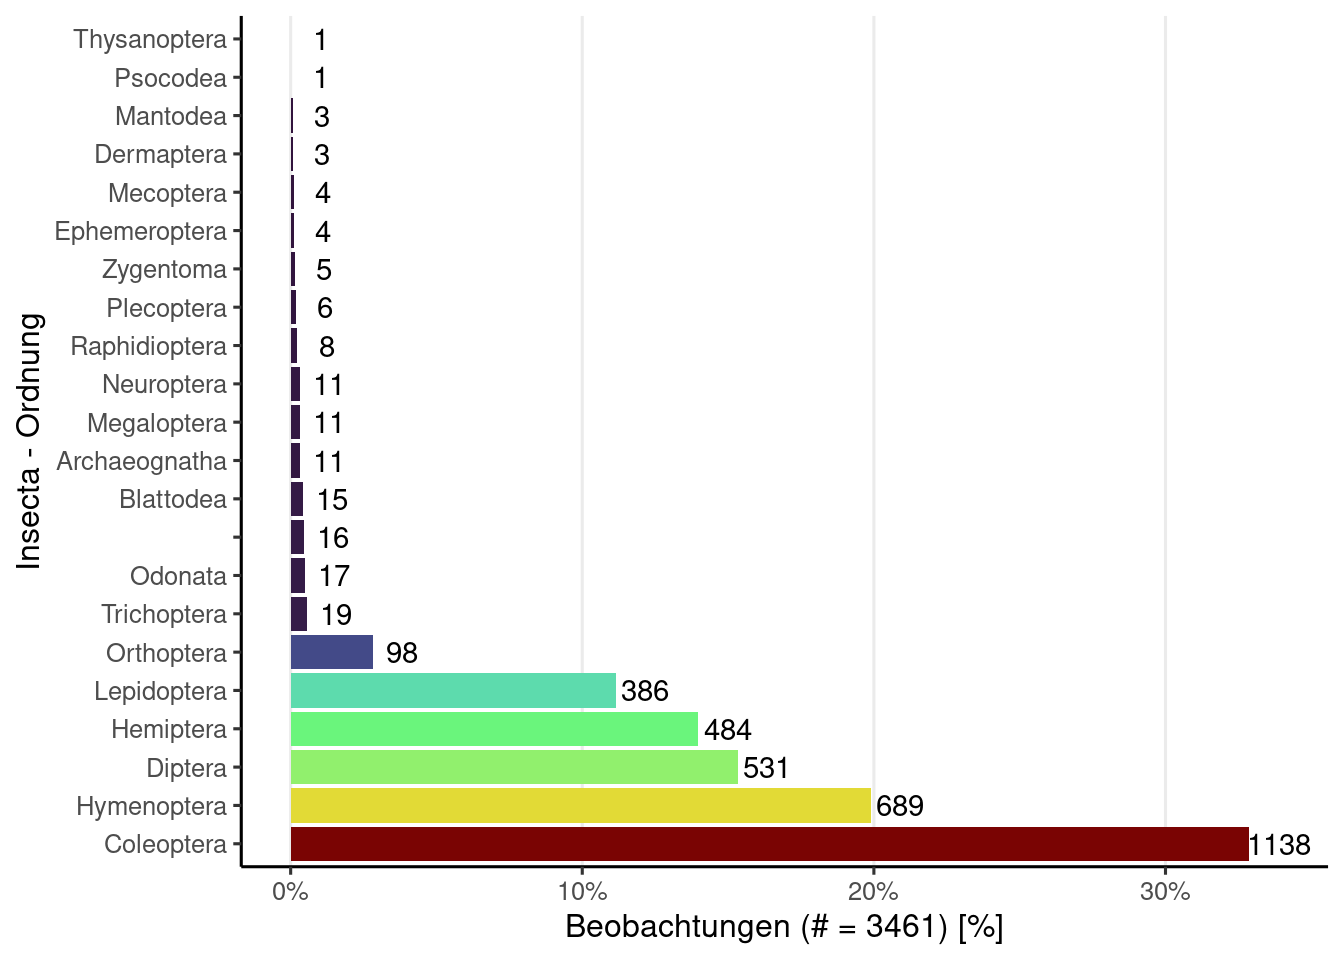 Thysanoptera 1
Psocodea 1
Mantodea 3
Dermaptera 3
Mecoptera 4
Ephemeroptera 4
Zygentoma 5
Plecoptera 6
Raphidioptera 8
Neuroptera 11
Megaloptera 11
Archaeognatha 11
Blattodea 15
16
Odonata 17
Trichoptera 19
Orthoptera 98
Lepidoptera 386
Hemiptera 484
Diptera 531
Hymenoptera 689
Coleoptera 1138
0% 10% 20% 30%
Beobachtungen (# = 3461) [%]
Insecta - Ordnung